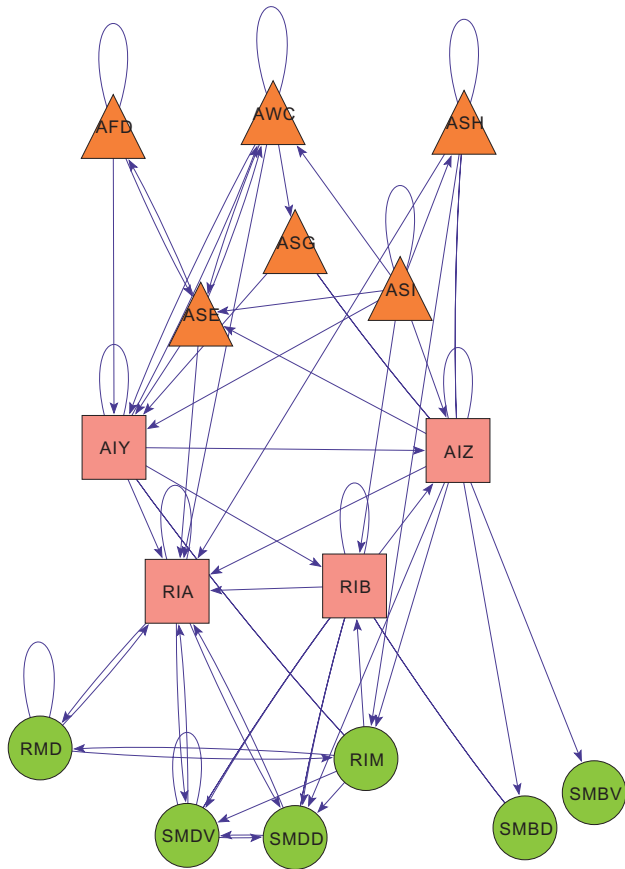 AFD
AWC
ASH
ASG
ASE
ASI
AIY
AIZ
RIA
RIB
RMD
RIM
SMBV
SMDV
SMDD
SMBD